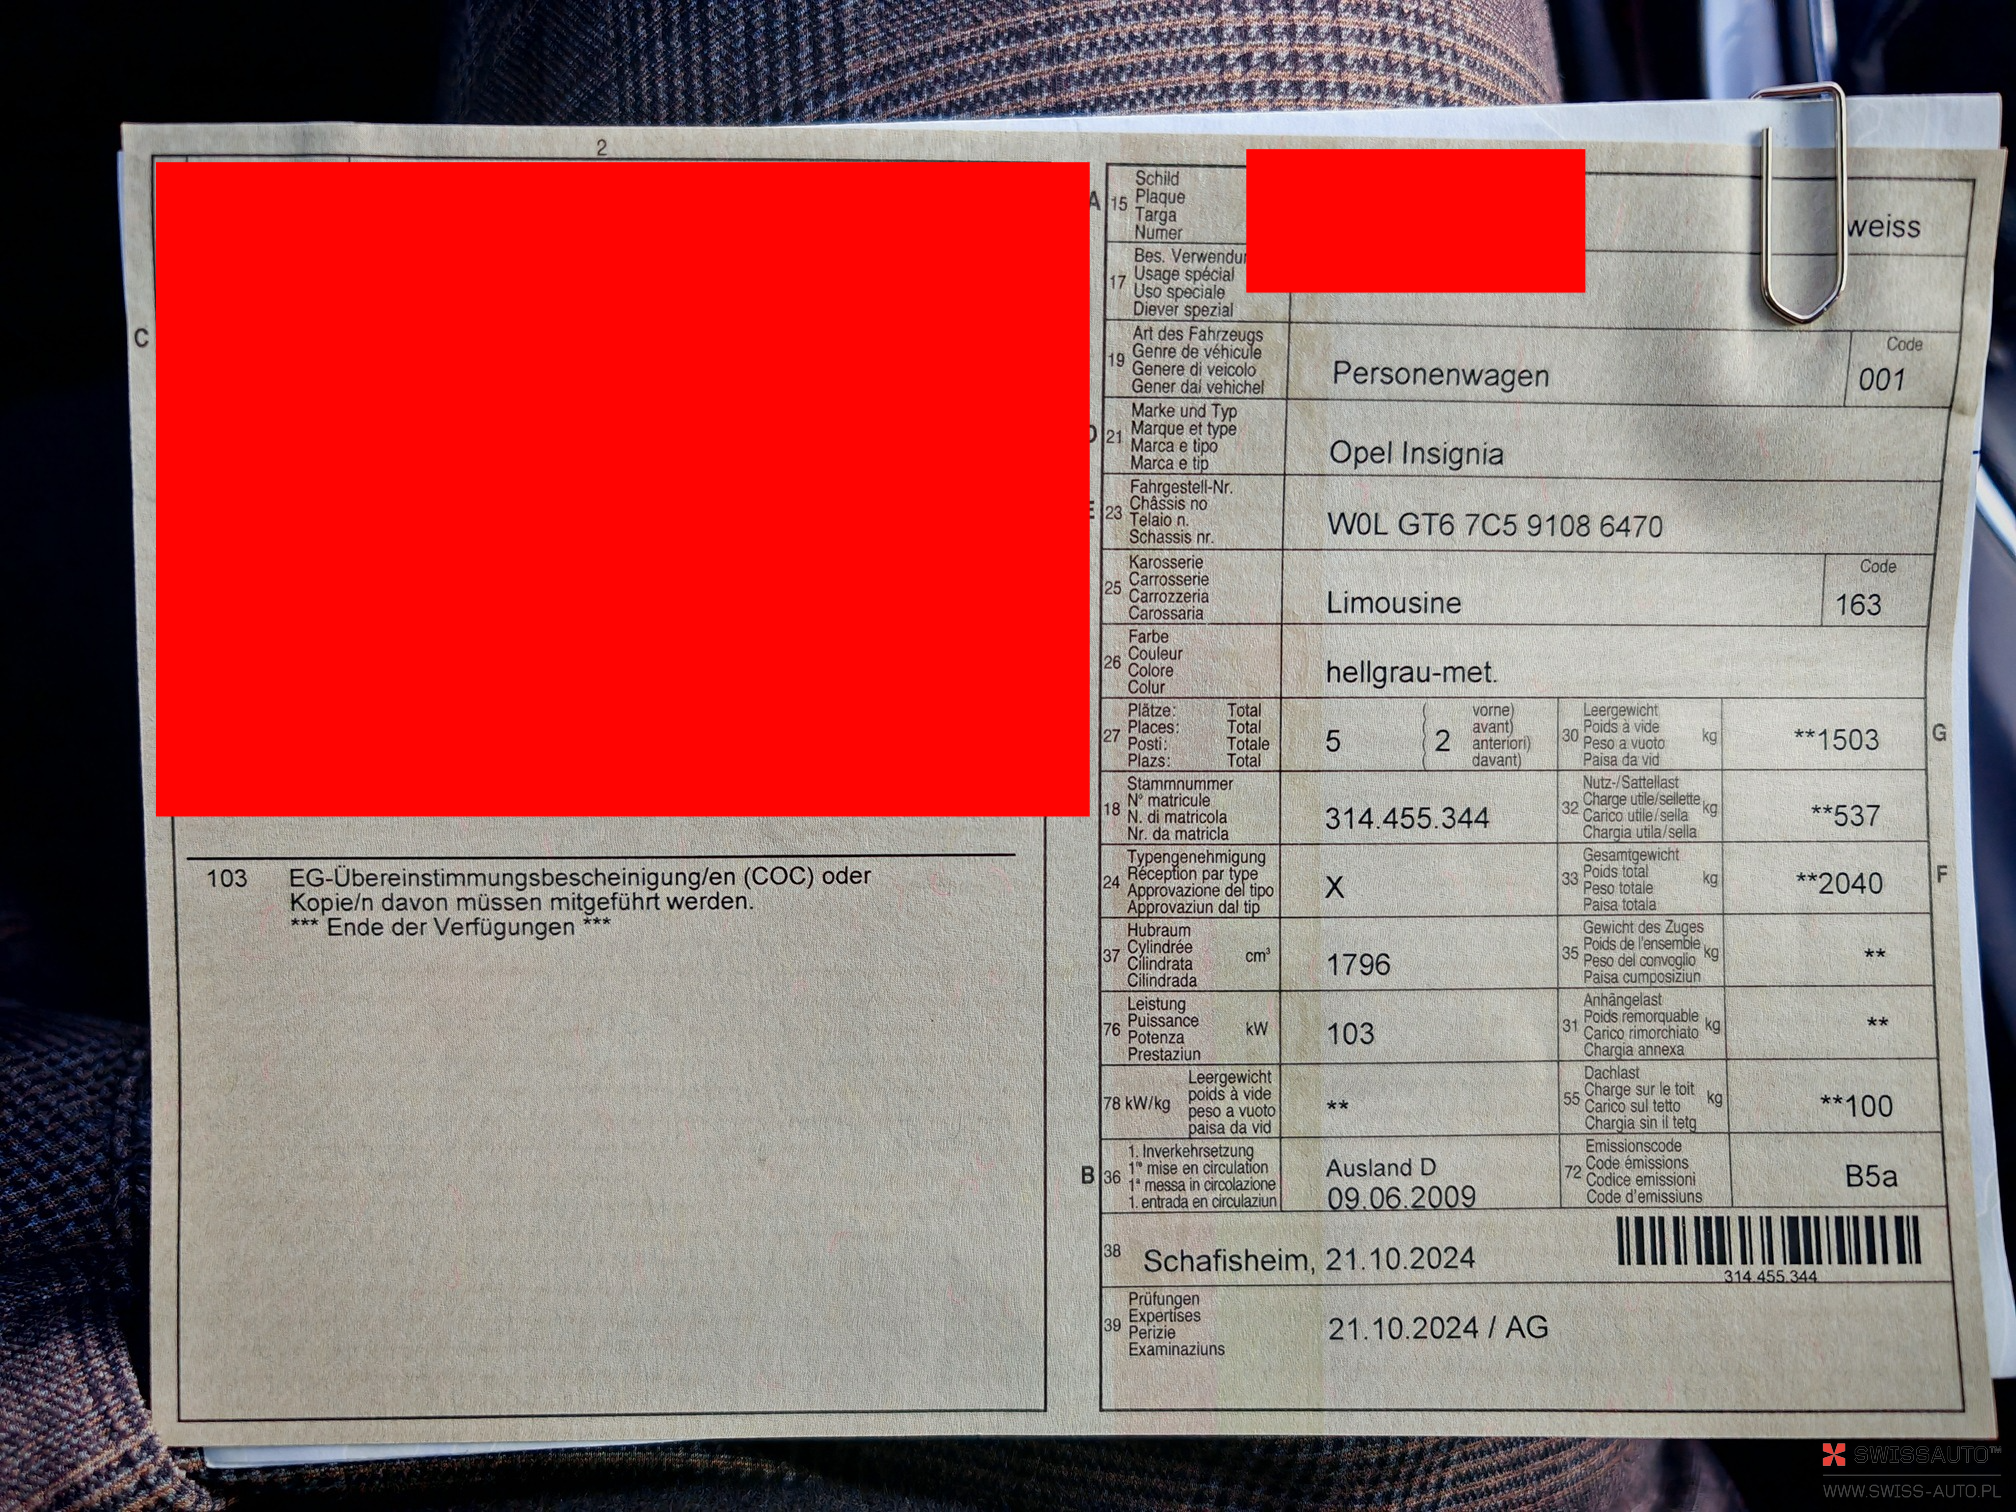 2
C
103 EG-Übereinstimmungsbescheinigung/en (COC) oder
Kopie/n davon müssen mitgeführt werden.
*** Ende der Verfügungen ***
A 15 Schild
Plaque
Targa
Numer
weiss
17 Bes. Verwendu
Usage spécial
Uso speciale
Diever spezial
19 Art des Fahrzeugs
Genre de véhicule
Genere di veicolo
Gener dal vehichel
Personenwagen
Code
001
21 Marke und Typ
Marque et type
Marca e tipo
Marca e tip
Opel Insignia
23 Fahrgestell-Nr.
Châssis no
Telaio n.
Schassis nr.
W0L GT6 7C5 9108 6470
25 Karosserie
Carrosserie
Carrozzeria
Carossaria
Limousine
Code
163
26 Farbe
Couleur
Colore
Colur
hellgrau-met.
27 Plätze: Total
Places: Total
Posti: Totale
Plazs: Total
5 ( 2 vorne)
avant)
anteriori)
davant)
30 Leergewicht
Poids à vide
Peso a vuoto
Paisa da vid
kg
**1503
G
18 Stammnummer
N° matricule
N. di matricola
Nr. da matricla
314.455.344
32 Nutz-/Sattellast
Charge utile/sellette
Carico utile/sella
Chargia utila/sella
kg
**537
24 Typengenehmigung
Réception par type
Approvazione del tipo
Approvaziun dal tip
X
33 Gesamtgewicht
Poids total
Peso totale
Paisa totala
kg
**2040
F
37 Hubraum
Cylindrée
Cilindrata
Cilindrada
cm³
1796
35 Gewicht des Zuges
Poids de l'ensemble
Peso del convoglio
Paisa cumposiziun
kg
**
76 Leistung
Puissance
Potenza
Prestaziun
kW
103
31 Anhängelast
Poids remorquable
Carico rimorchiato
Chargia annexa
kg
**
78 kW/kg Leergewicht
poids à vide
peso a vuoto
paisa da vid
**
55 Dachlast
Charge sur le toit
Carico sul tetto
Chargia sin il tetg
kg
**100
B 36 1. Inverkehrsetzung
1re mise en circulation
1a messa in circolazione
1. entrada en circulaziun
Ausland D
09.06.2009
72 Emissionscode
Code émissions
Codice emissioni
Code d'emissiuns
B5a
38 Schafisheim, 21.10.2024
314.455.344
39 Prüfungen
Expertises
Perizie
Examinaziuns
21.10.2024 / AG
SWISSAUTO™
WWW.SWISS-AUTO.PL